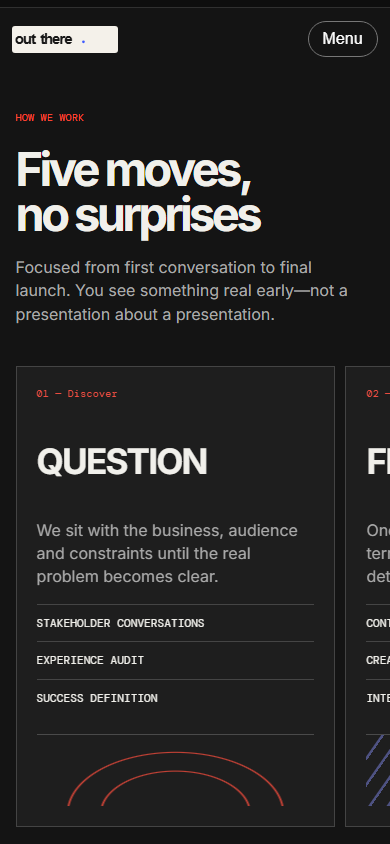 out there
Menu
HOW WE WORK
Five moves,
no surprises
Focused from first conversation to final
launch. You see something real early—not a
presentation about a presentation.
01 — Discover
QUESTION
We sit with the business, audience
and constraints until the real
problem becomes clear.
STAKEHOLDER CONVERSATIONS
EXPERIENCE AUDIT
SUCCESS DEFINITION
02 —